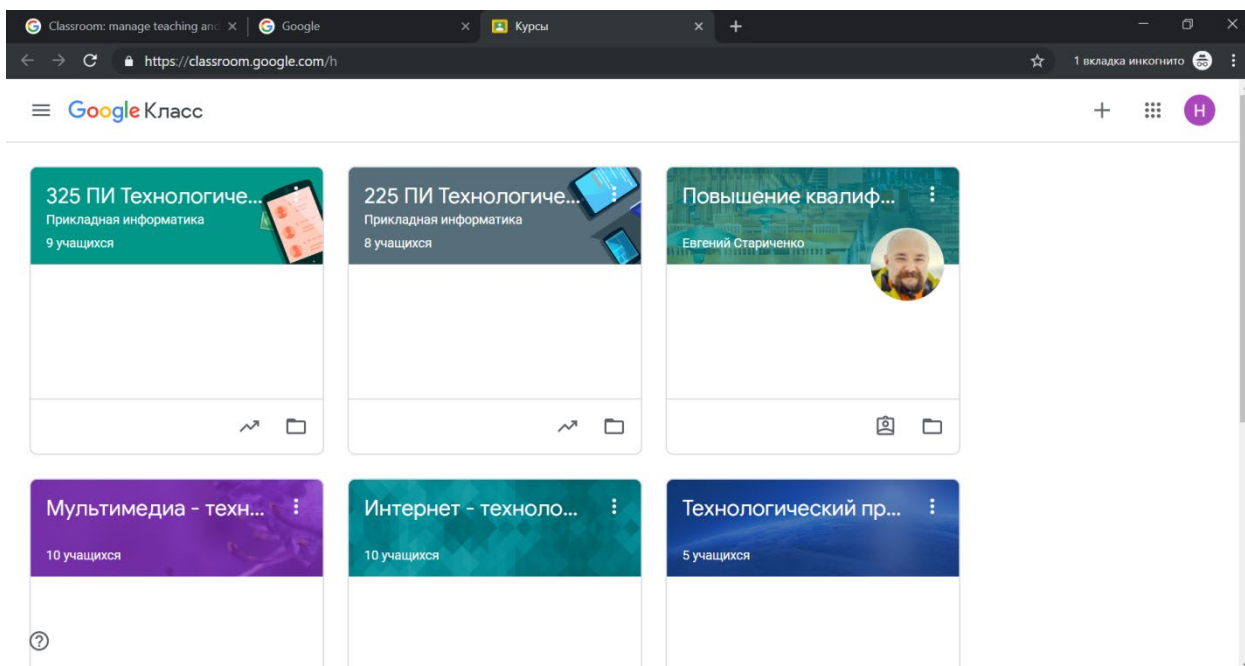 Classroom: manage teaching and
Google
Курсы
https://classroom.google.com/h
1 вкладка инкогнито
Google Класс
H
325 ПИ Технологиче...
Прикладная информатика
9 учащихся
225 ПИ Технологиче...
Прикладная информатика
8 учащихся
Повышение квалиф...
Евгений Стариченко
Мультимедиа - техн...
10 учащихся
Интернет - техноло...
10 учащихся
Технологический пр...
5 учащихся